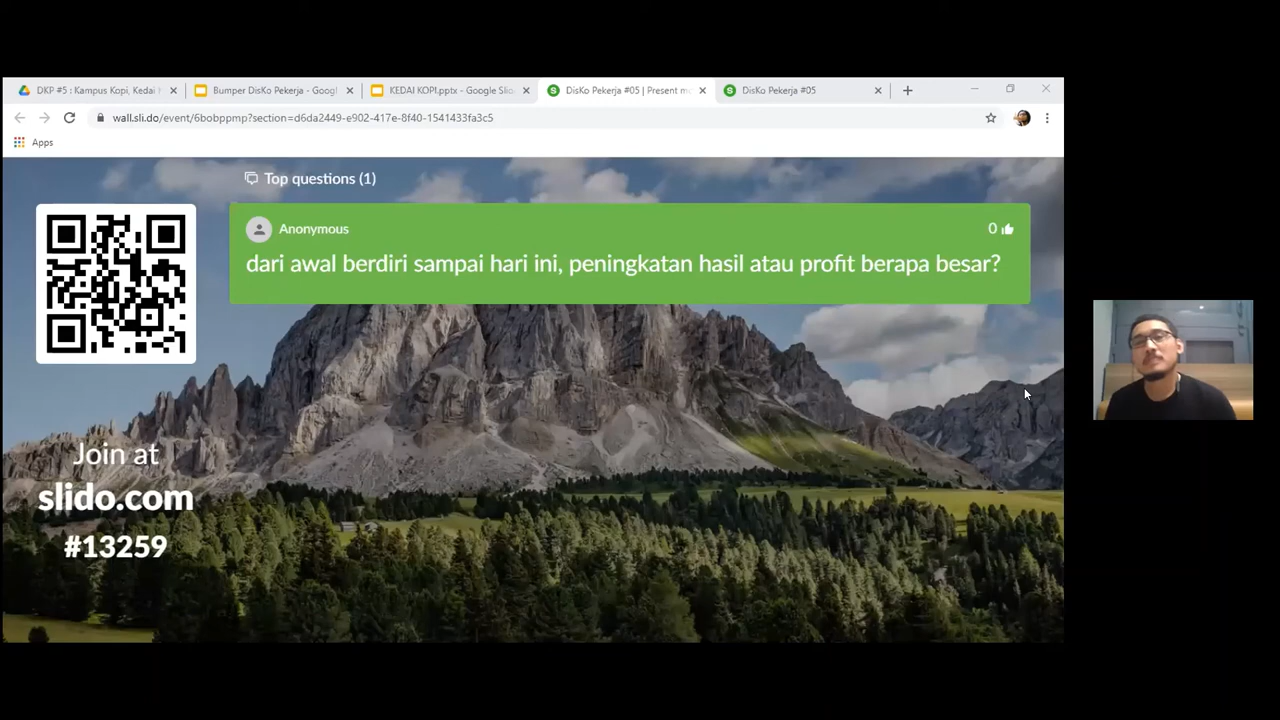 DKP #5 : Kampus Kopi, Kedai
Bumper DisKo Pekerja - Googl
KEDAI KOPI.pptx - Google Slid
DisKo Pekerja #05 | Present mo
DisKo Pekerja #05
wall.sli.do/event/6bobppmp?section=d6da2449-e902-417e-8f40-1541433fa3c5
Apps
Top questions (1)
Anonymous
0
dari awal berdiri sampai hari ini, peningkatan hasil atau profit berapa besar?
Join at
slido.com
#13259